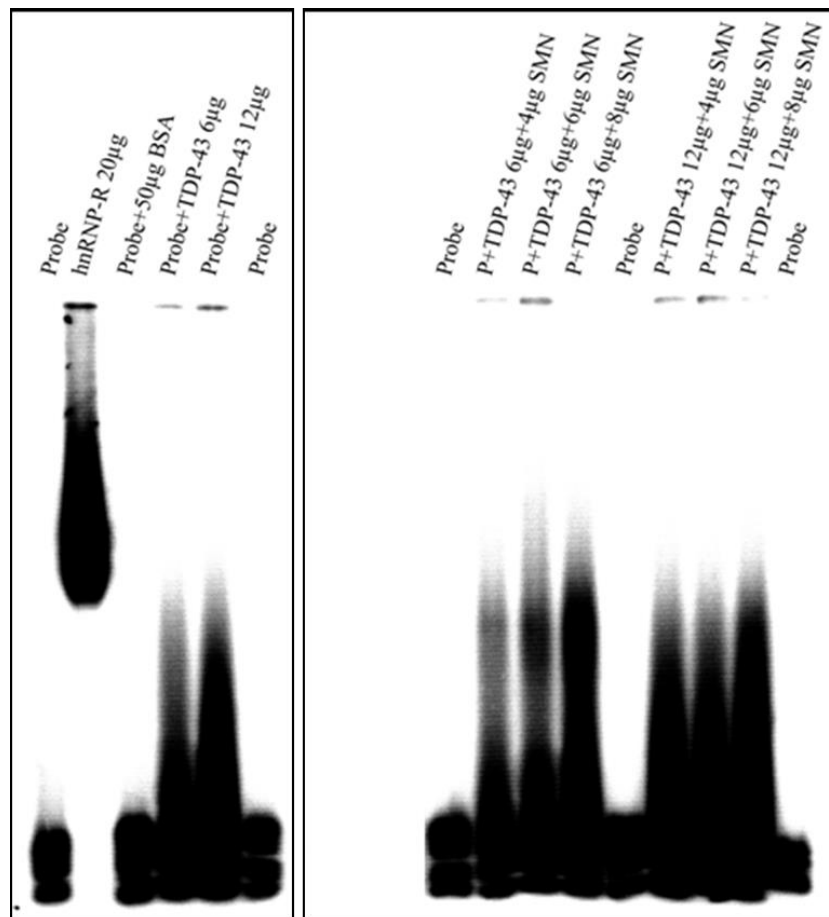 Probe
hnRNP-R 20µg
Probe+50µg BSA
Probe+TDP-43 6µg
Probe+TDP-43 12µg
Probe
Probe
P+TDP-43 6µg+4µg SMN
P+TDP-43 6µg+6µg SMN
P+TDP-43 6µg+8µg SMN
Probe
P+TDP-43 12µg+4µg SMN
P+TDP-43 12µg+6µg SMN
P+TDP-43 12µg+8µg SMN
Probe